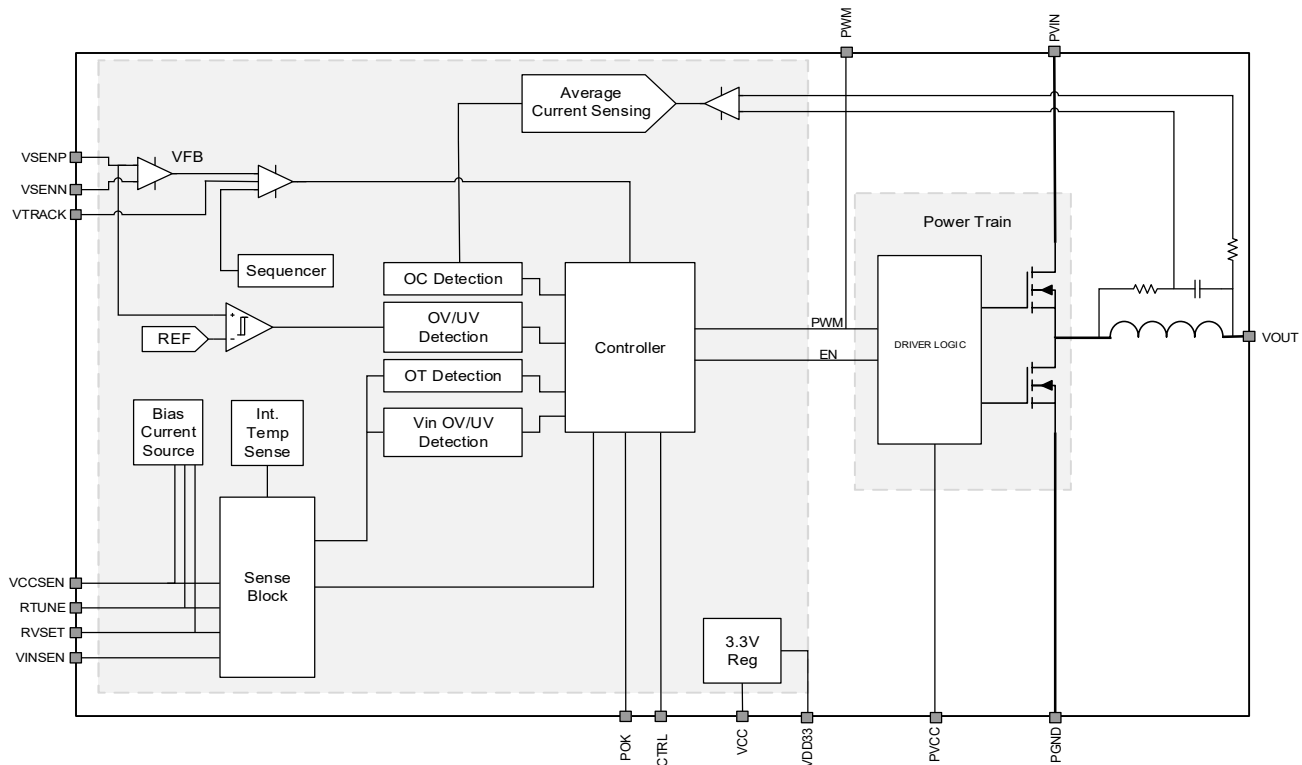 PWM
PVIN
Average
Current Sensing
VSENP
VFB
VSENN
VTRACK
Power Train
Sequencer
OC Detection
REF
+
-
OV/UV
Detection
Controller
PWM
DRIVER LOGIC
VOUT
EN
OT Detection
Bias
Current
Source
Int.
Temp
Sense
Vin OV/UV
Detection
VCCSEN
RTUNE
RVSET
VINSEN
Sense
Block
3.3V
Reg
POK
CTRL
VCC
VDD33
PVCC
PGND